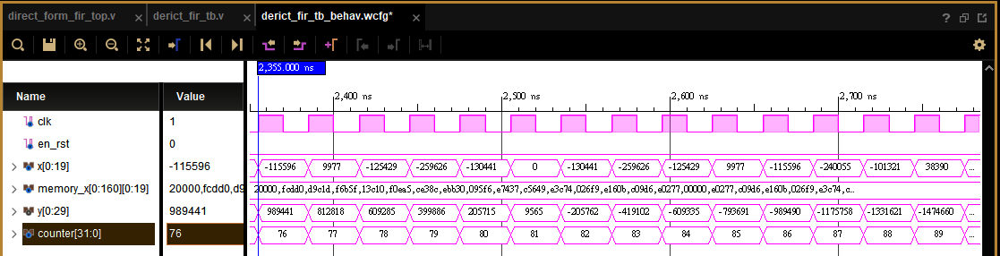 direct_form_fir_top.v × derict_fir_tb.v × derict_fir_tb_behav.wcfg* ×
2,355.000 ns
Name Value
2,400 ns 2,500 ns 2,600 ns 2,700 ns
clk 1
en_rst 0
x[0:19] -115596 -115596 9977 -125429 -259626 -130441 0 -130441 -259626 -125429 9977 -115596 -240055 -101321 38390 ...
memory_x[0:160][0:19] 20000,fcdd0,d9 20000,fcdd0,d9c1d,f6b5f,13c10,f0ea5,ce38c,ebb30,095f6,e7437,c5649,e3c74,026f9,e160b,c09d6,e0277,00000,e0277,c09d6,e160b,026f9,e3c74,c...
y[0:29] 989441 989441 812818 609285 399886 205715 9565 -205762 -419102 -609335 -793691 -989490 -1175758 -1331621 -1474660 ...
counter[31:0] 76 76 77 78 79 80 81 82 83 84 85 86 87 88 89 ...